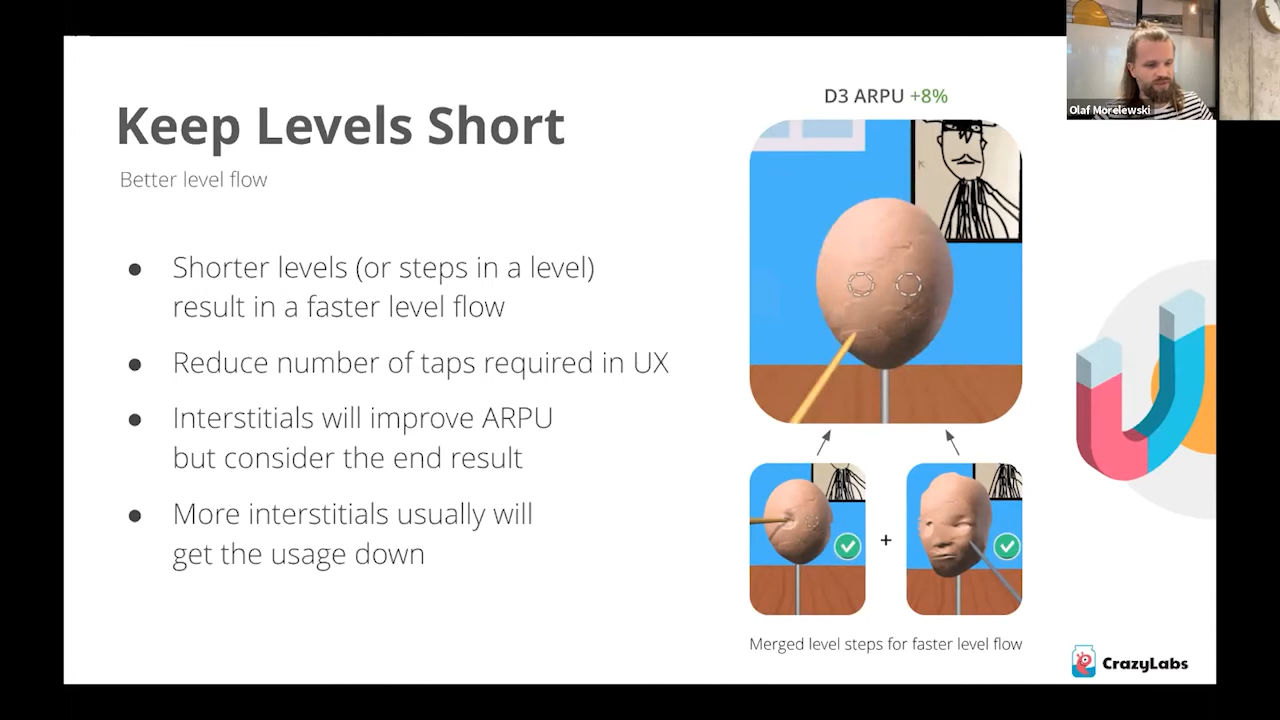 Keep Levels Short
Better level flow
● Shorter levels (or steps in a level)
result in a faster level flow
● Reduce number of taps required in UX
● Interstitials will improve ARPU
but consider the end result
● More interstitials usually will
get the usage down
D3 ARPU +8%
+
Merged level steps for faster level flow
Olaf Morelewski
CrazyLabs